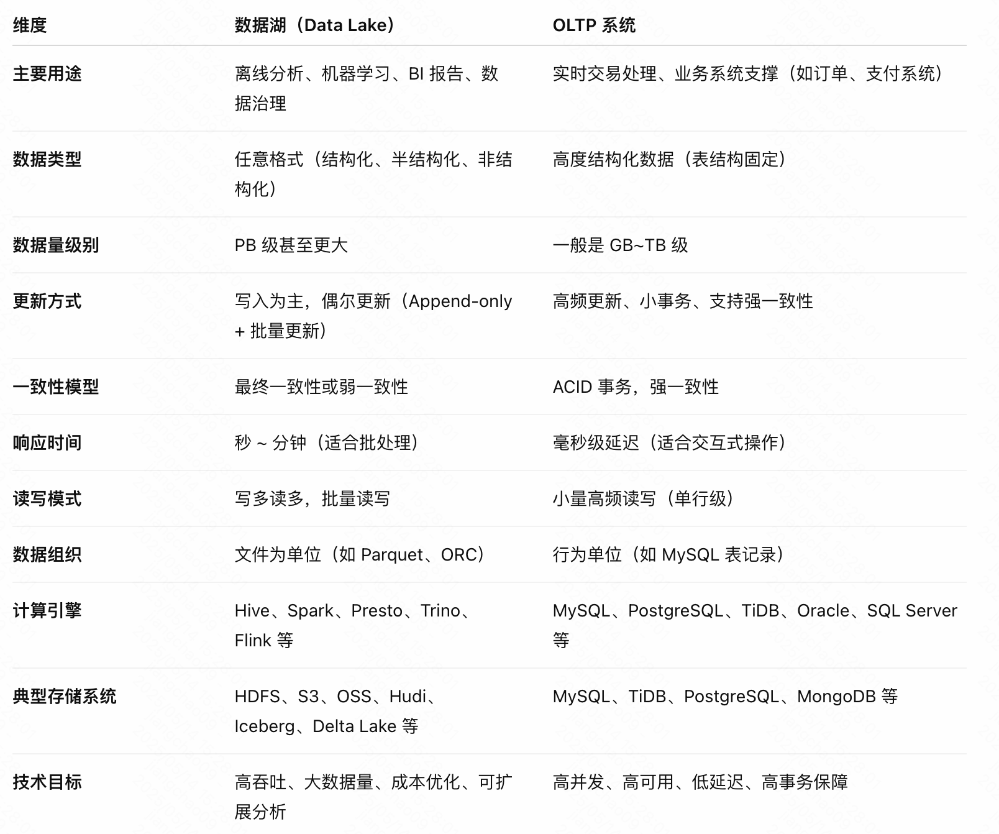 维度 数据湖（Data Lake） OLTP 系统
主要用途 离线分析、机器学习、BI 报告、数 实时交易处理、业务系统支撑（如订单、支付系统）
据治理
数据类型 任意格式（结构化、半结构化、非结 高度结构化数据（表结构固定）
构化）
数据量级别 PB 级甚至更大 一般是 GB~TB 级
更新方式 写入为主，偶尔更新（Append-only 高频更新、小事务、支持强一致性
+ 批量更新）
一致性模型 最终一致性或弱一致性 ACID 事务，强一致性
响应时间 秒 ~ 分钟（适合批处理） 毫秒级延迟（适合交互式操作）
读写模式 写多读多，批量读写 小量高频读写（单行级）
数据组织 文件为单位（如 Parquet、ORC） 行为单位（如 MySQL 表记录）
计算引擎 Hive、Spark、Presto、Trino、 MySQL、PostgreSQL、TiDB、Oracle、SQL Server
Flink 等 等
典型存储系统 HDFS、S3、OSS、Hudi、 MySQL、TiDB、PostgreSQL、MongoDB 等
Iceberg、Delta Lake 等
技术目标 高吞吐、大数据量、成本优化、可扩 高并发、高可用、低延迟、高事务保障
展分析